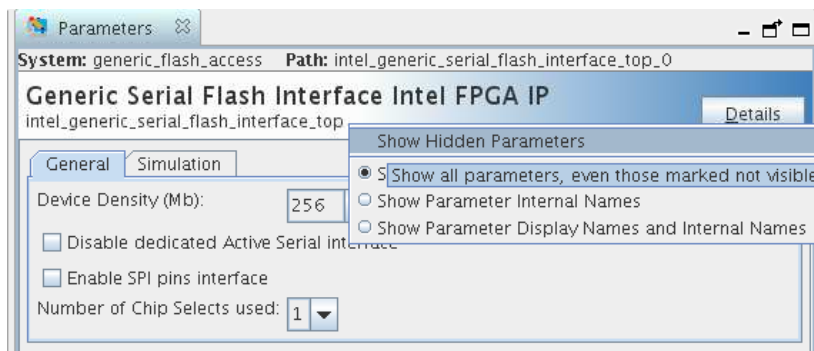 Parameters
System: generic_flash_access Path: intel_generic_serial_flash_interface_top_0
Generic Serial Flash Interface Intel FPGA IP
intel_generic_serial_flash_interface_top
Details
Show Hidden Parameters
General Simulation
Show all parameters, even those marked not visible
Device Density (Mb): 256
Show Parameter Internal Names
Show Parameter Display Names and Internal Names
Disable dedicated Active Serial interface
Enable SPI pins interface
Number of Chip Selects used: 1